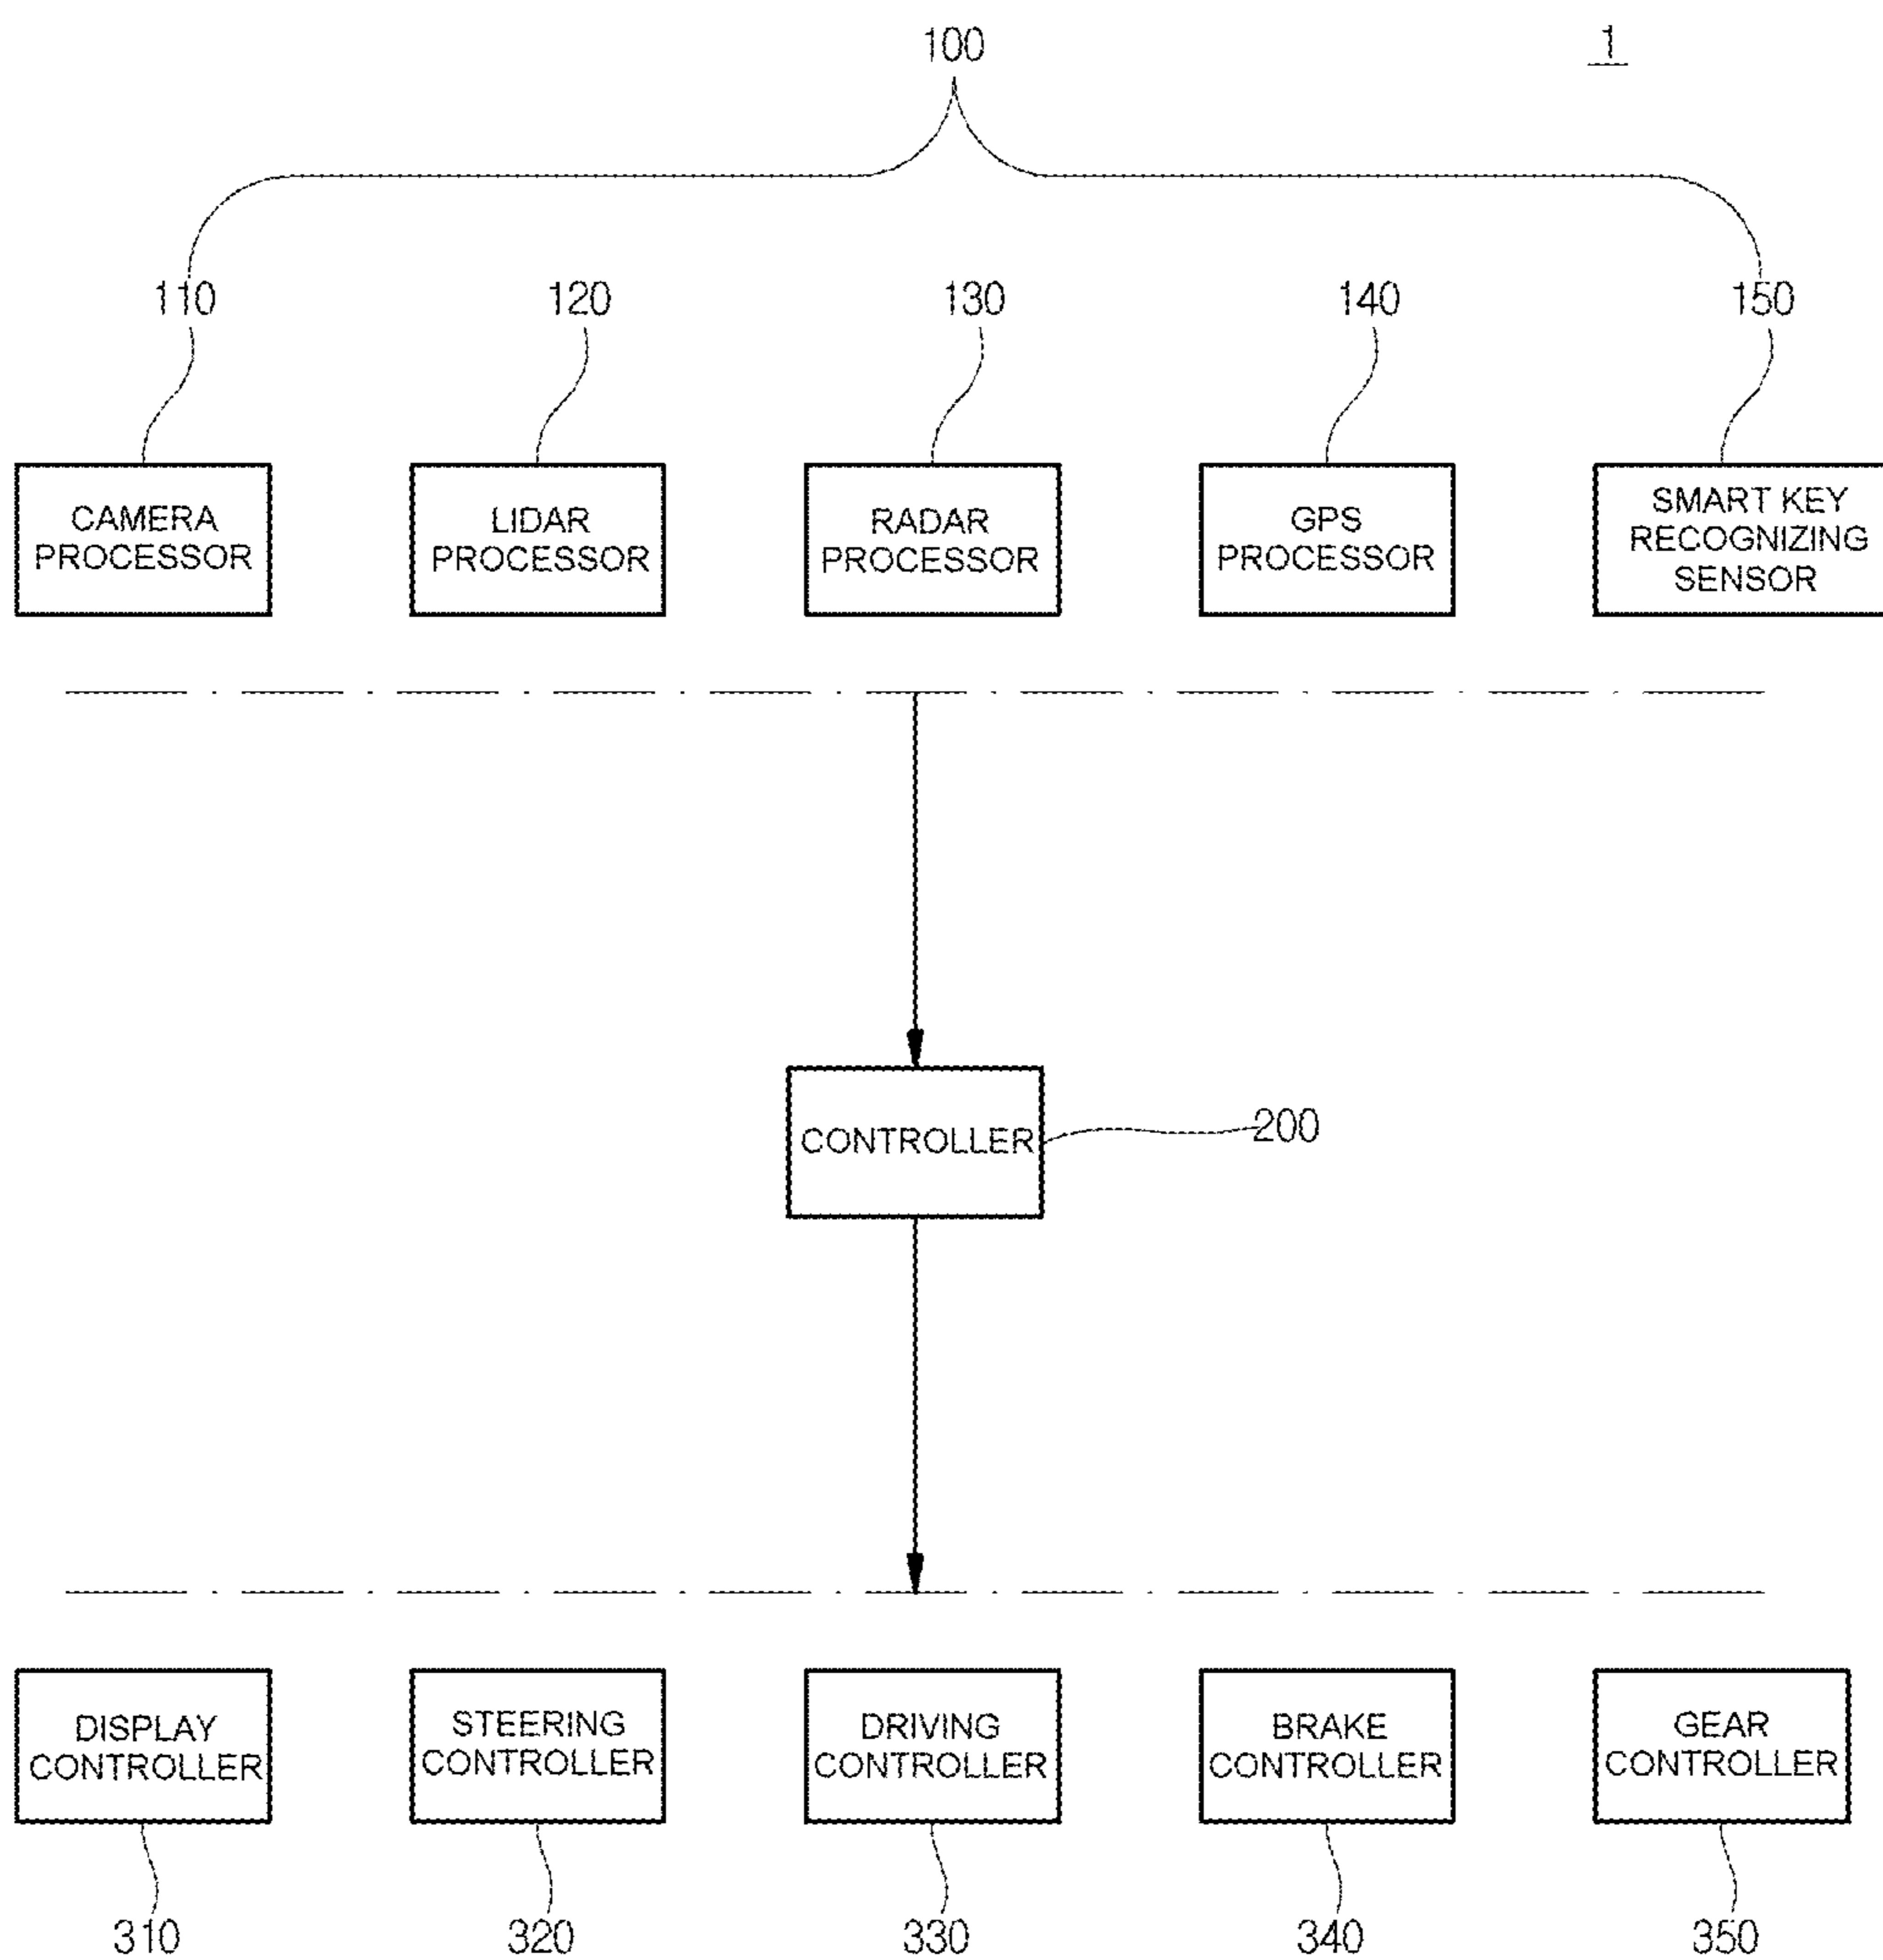 100
1
110
120
130
140
150
CAMERA
PROCESSOR
LIDAR
PROCESSOR
RADAR
PROCESSOR
GPS
PROCESSOR
SMART KEY
RECOGNIZING
SENSOR
CONTROLLER
200
DISPLAY
CONTROLLER
STEERING
CONTROLLER
DRIVING
CONTROLLER
BRAKE
CONTROLLER
GEAR
CONTROLLER
310
320
330
340
350